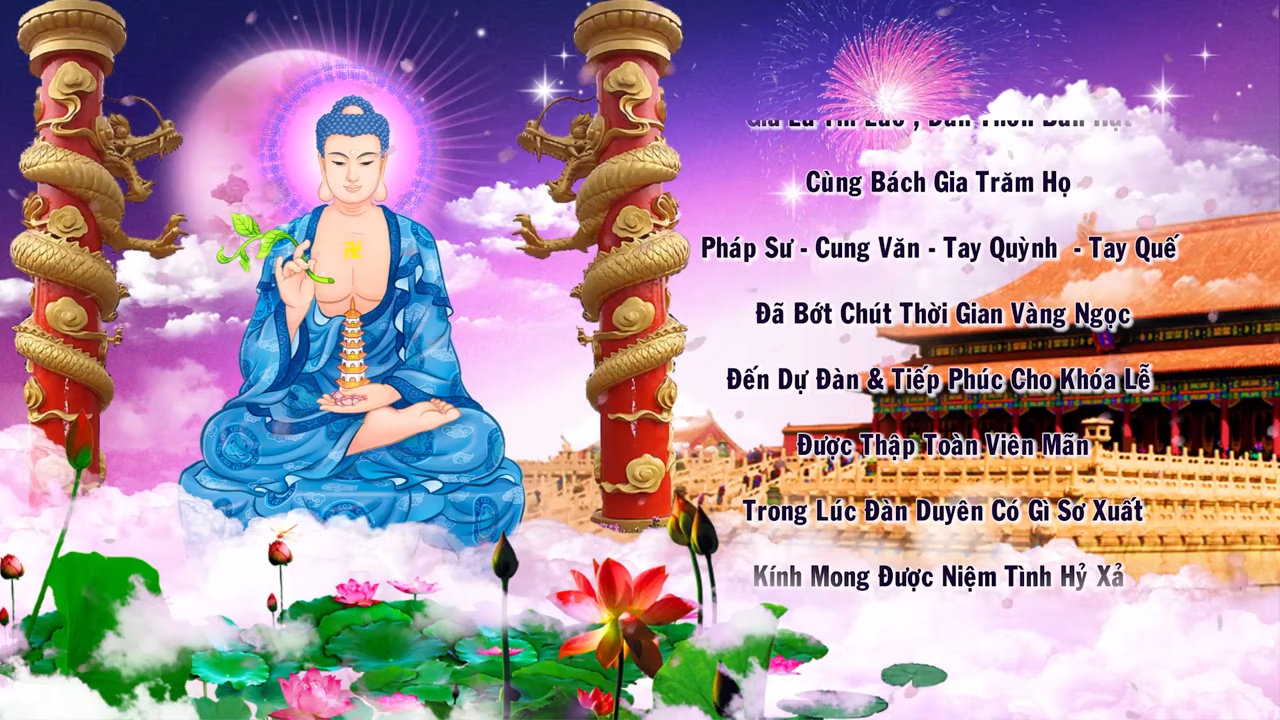 Cùng Bách Gia Trăm Họ
Pháp Sư - Cung Văn - Tay Quỳnh - Tay Quế
Đã Bớt Chút Thời Gian Vàng Ngọc
Đến Dự Đàn & Tiếp Phúc Cho Khóa Lễ
Được Thập Toàn Viên Mãn
Trong Lúc Đàn Duyên Có Gì Sơ Xuất
Kính Mong Được Niệm Tình Hỷ Xả